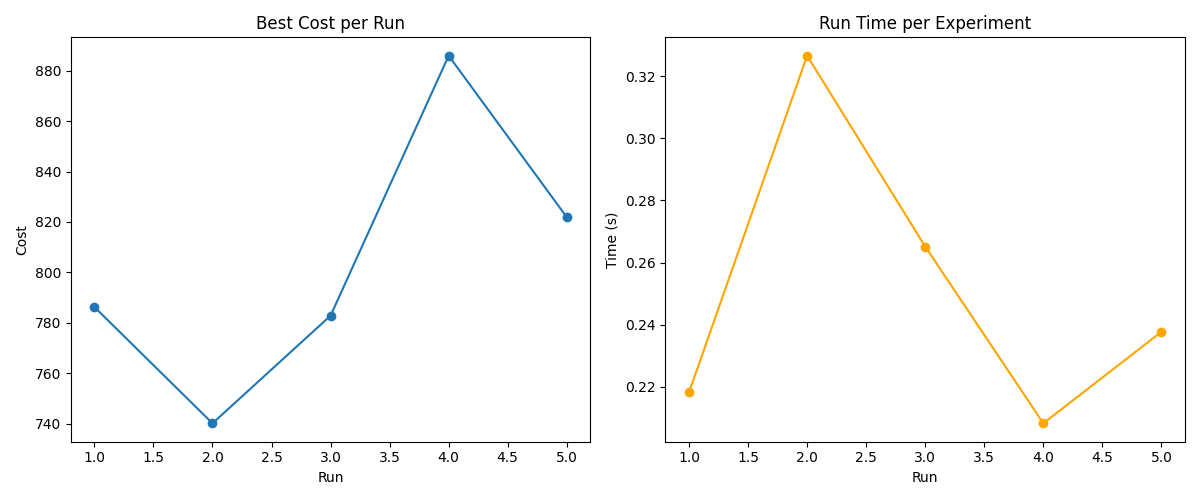 Best Cost per Run
Cost
880
860
840
820
800
780
760
740
1.0 1.5 2.0 2.5 3.0 3.5 4.0 4.5 5.0
Run
Run Time per Experiment
Time (s)
0.32
0.30
0.28
0.26
0.24
0.22
1.0 1.5 2.0 2.5 3.0 3.5 4.0 4.5 5.0
Run